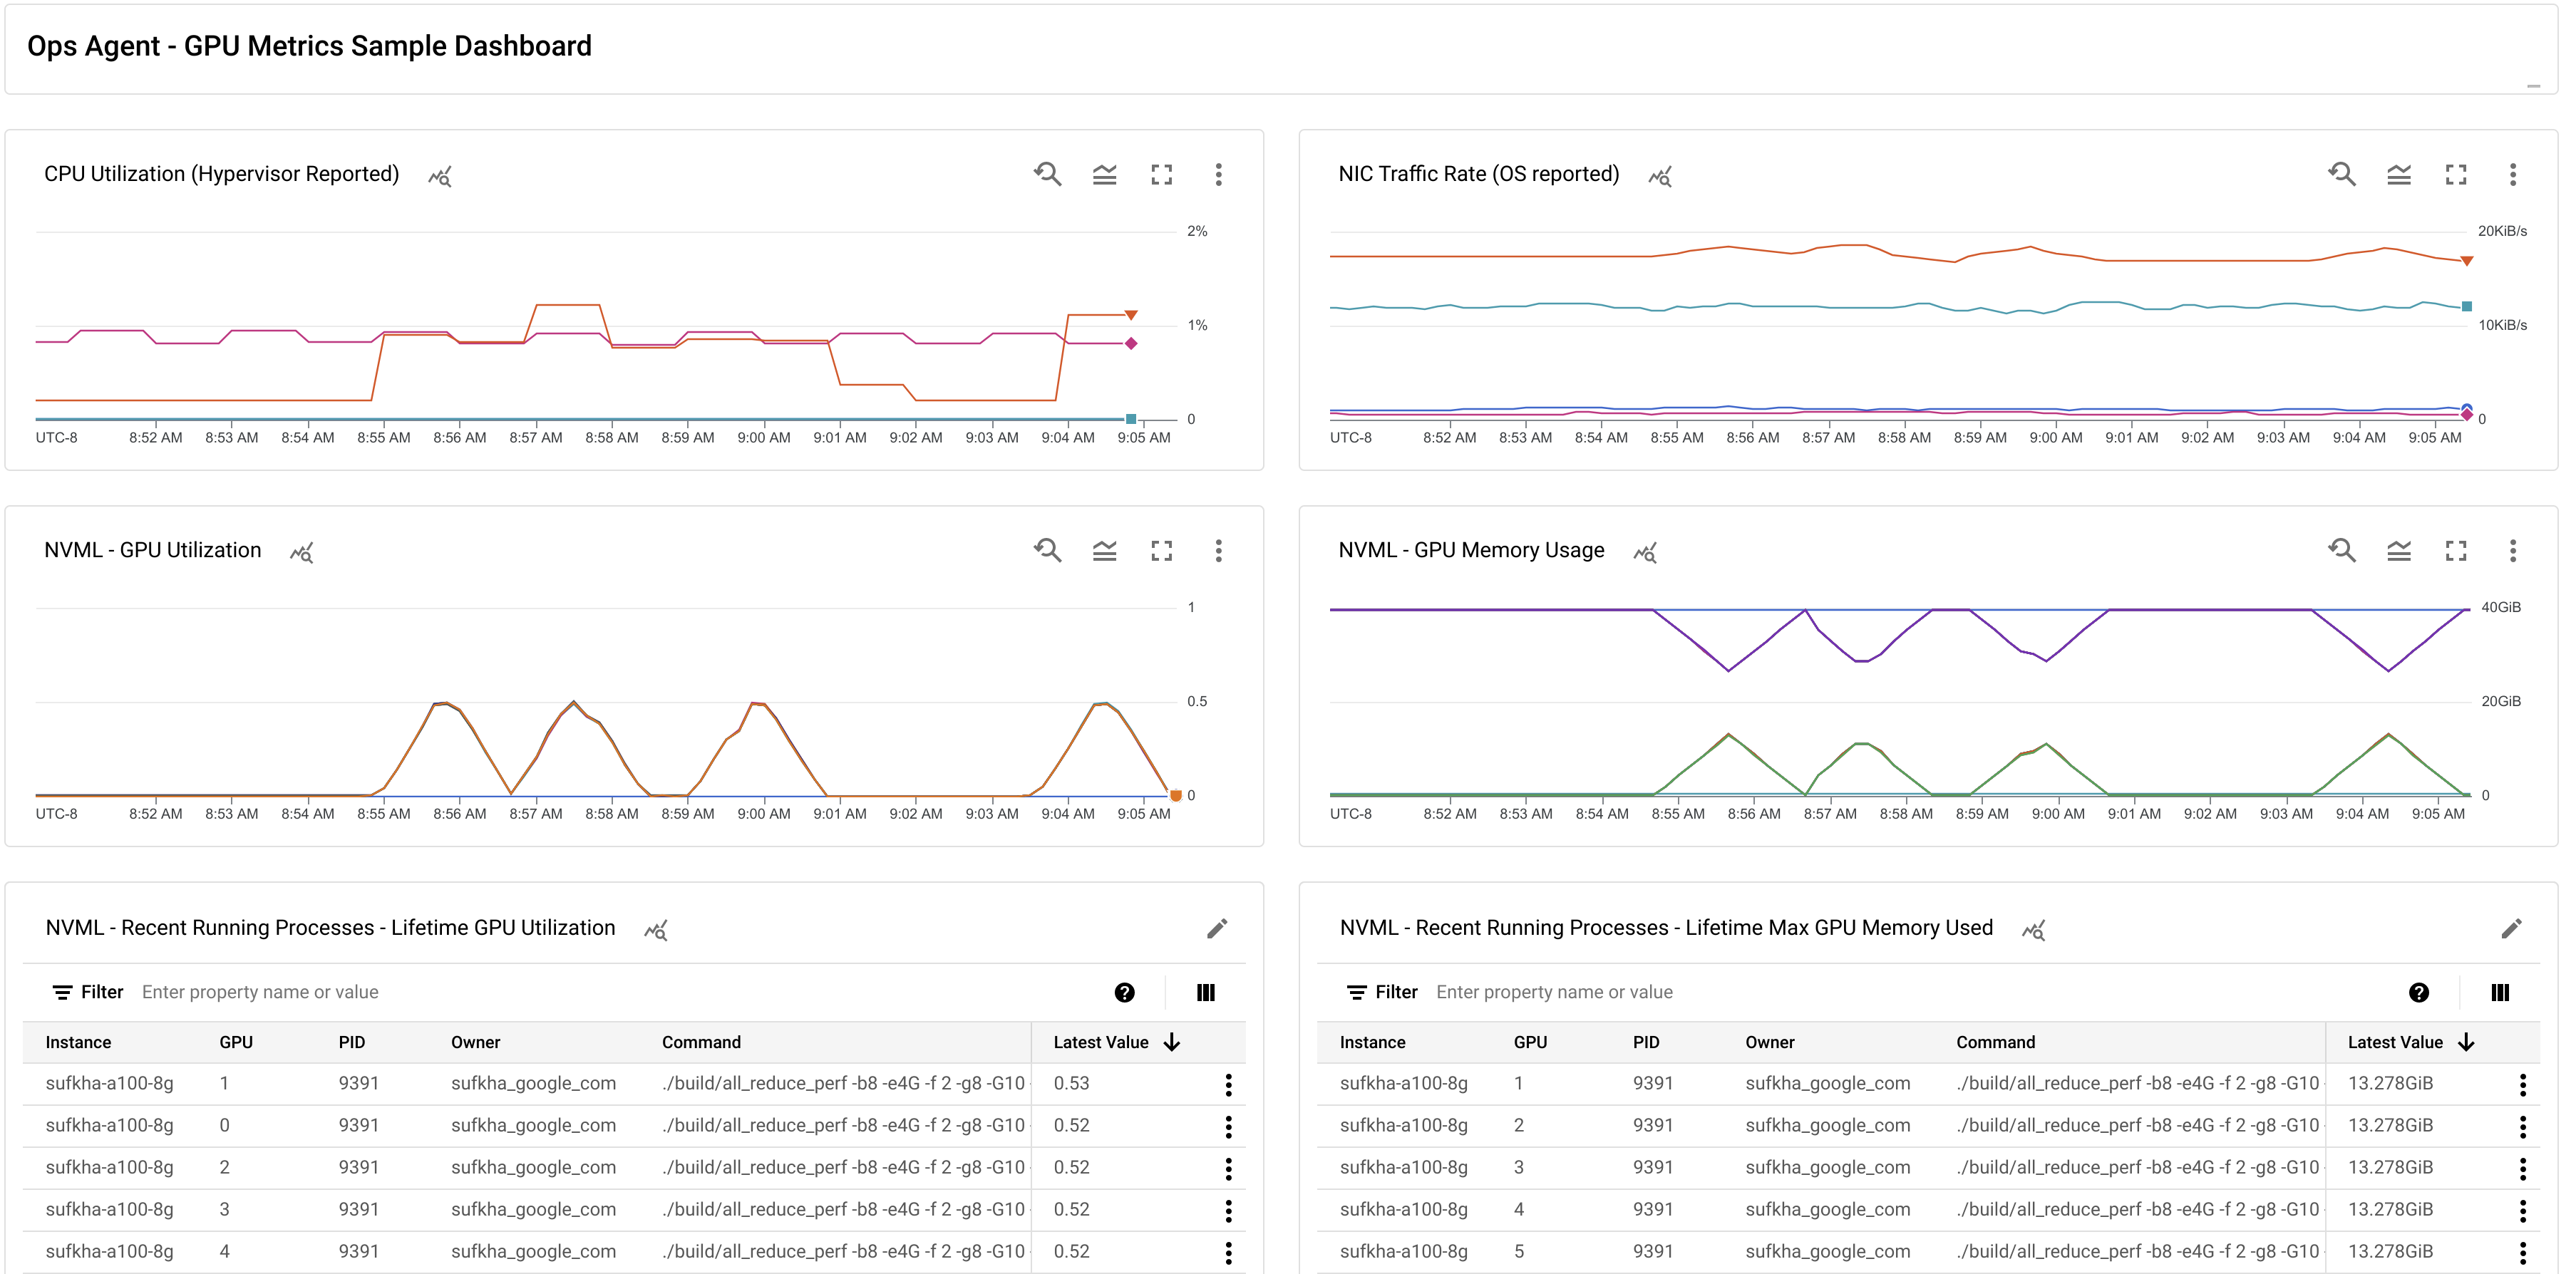 Ops Agent - GPU Metrics Sample Dashboard
CPU Utilization (Hypervisor Reported)
2%
1%
0
UTC-8 8:52 AM 8:53 AM 8:54 AM 8:55 AM 8:56 AM 8:57 AM 8:58 AM 8:59 AM 9:00 AM 9:01 AM 9:02 AM 9:03 AM 9:04 AM 9:05 AM
NIC Traffic Rate (OS reported)
20KiB/s
10KiB/s
0
UTC-8 8:52 AM 8:53 AM 8:54 AM 8:55 AM 8:56 AM 8:57 AM 8:58 AM 8:59 AM 9:00 AM 9:01 AM 9:02 AM 9:03 AM 9:04 AM 9:05 AM
NVML - GPU Utilization
1
0.5
0
UTC-8 8:52 AM 8:53 AM 8:54 AM 8:55 AM 8:56 AM 8:57 AM 8:58 AM 8:59 AM 9:00 AM 9:01 AM 9:02 AM 9:03 AM 9:04 AM 9:05 AM
NVML - GPU Memory Usage
40GiB
20GiB
0
UTC-8 8:52 AM 8:53 AM 8:54 AM 8:55 AM 8:56 AM 8:57 AM 8:58 AM 8:59 AM 9:00 AM 9:01 AM 9:02 AM 9:03 AM 9:04 AM 9:05 AM
NVML - Recent Running Processes - Lifetime GPU Utilization
Filter Enter property name or value
Instance GPU PID Owner Command Latest Value
sufkha-a100-8g 1 9391 sufkha_google_com ./build/all_reduce_perf -b8 -e4G -f 2 -g8 -G10 0.53
sufkha-a100-8g 0 9391 sufkha_google_com ./build/all_reduce_perf -b8 -e4G -f 2 -g8 -G10 0.52
sufkha-a100-8g 2 9391 sufkha_google_com ./build/all_reduce_perf -b8 -e4G -f 2 -g8 -G10 0.52
sufkha-a100-8g 3 9391 sufkha_google_com ./build/all_reduce_perf -b8 -e4G -f 2 -g8 -G10 0.52
sufkha-a100-8g 4 9391 sufkha_google_com ./build/all_reduce_perf -b8 -e4G -f 2 -g8 -G10 0.52
NVML - Recent Running Processes - Lifetime Max GPU Memory Used
Filter Enter property name or value
Instance GPU PID Owner Command Latest Value
sufkha-a100-8g 1 9391 sufkha_google_com ./build/all_reduce_perf -b8 -e4G -f 2 -g8 -G10 13.278GiB
sufkha-a100-8g 2 9391 sufkha_google_com ./build/all_reduce_perf -b8 -e4G -f 2 -g8 -G10 13.278GiB
sufkha-a100-8g 3 9391 sufkha_google_com ./build/all_reduce_perf -b8 -e4G -f 2 -g8 -G10 13.278GiB
sufkha-a100-8g 4 9391 sufkha_google_com ./build/all_reduce_perf -b8 -e4G -f 2 -g8 -G10 13.278GiB
sufkha-a100-8g 5 9391 sufkha_google_com ./build/all_reduce_perf -b8 -e4G -f 2 -g8 -G10 13.278GiB